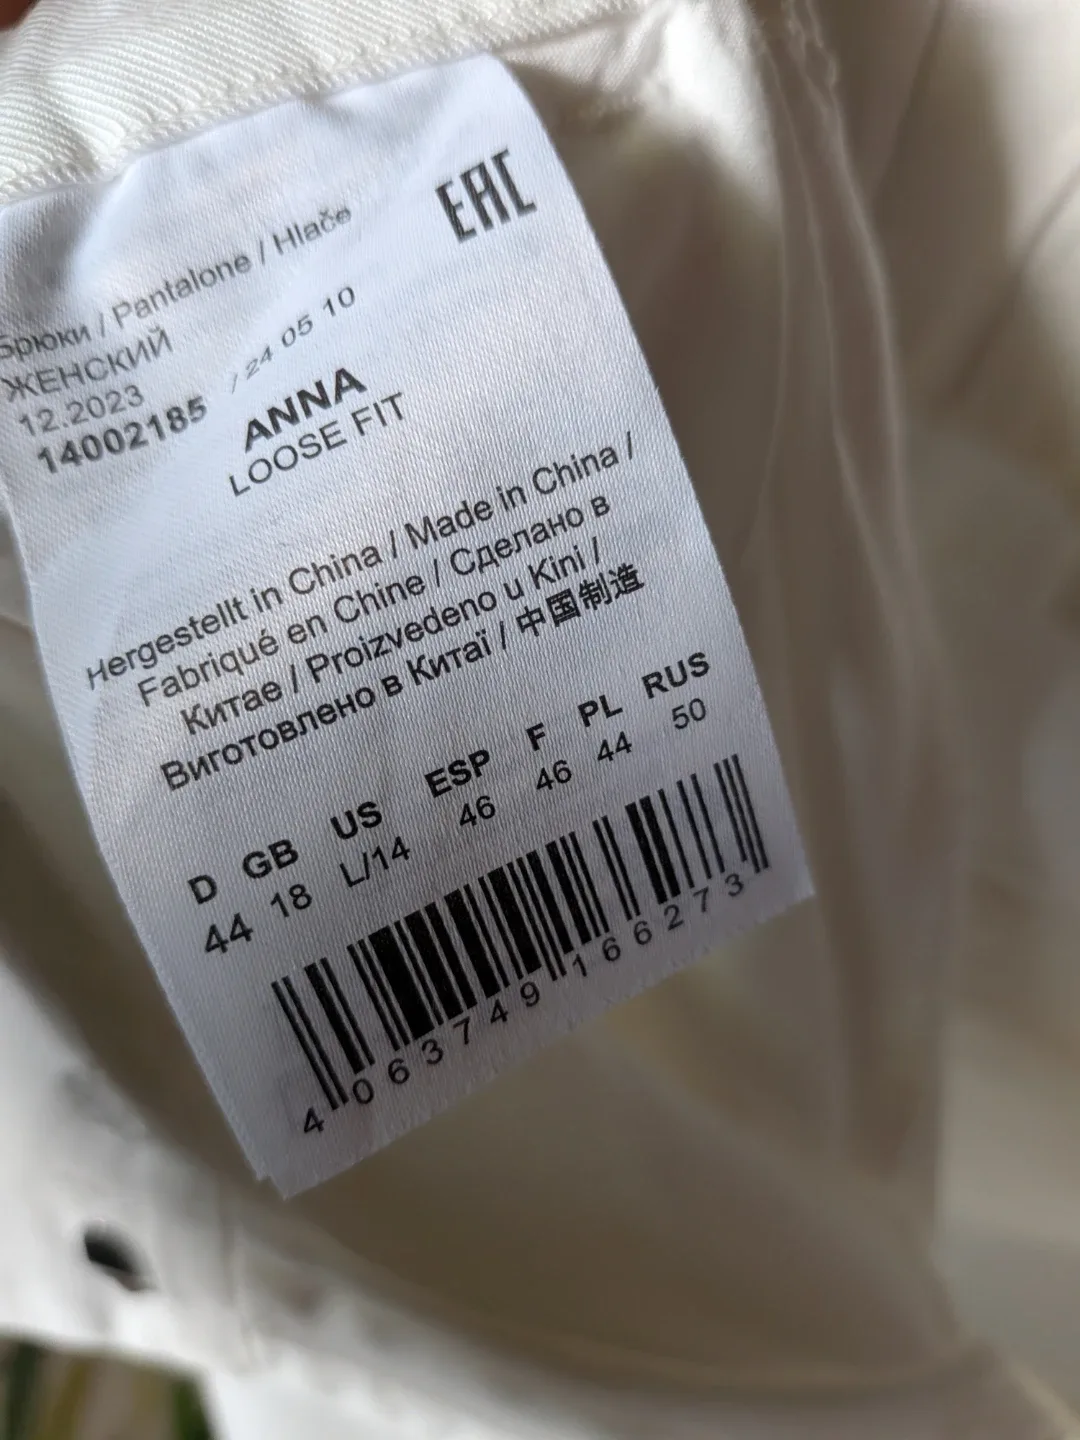 EAC
Брюки / Pantalone / Hlače
ЖЕНСКИЙ
12.2023
14002185 / 24 05 10
ANNA
LOOSE FIT
Hergestellt in China / Made in China /
Fabriqué en Chine / Сделано в
Китае / Proizvedeno u Kini /
Виготовлено в Китаї / 中国制造
D GB US ESP F PL RUS
44 18 L/14 46 46 44 50
4 063749 166273